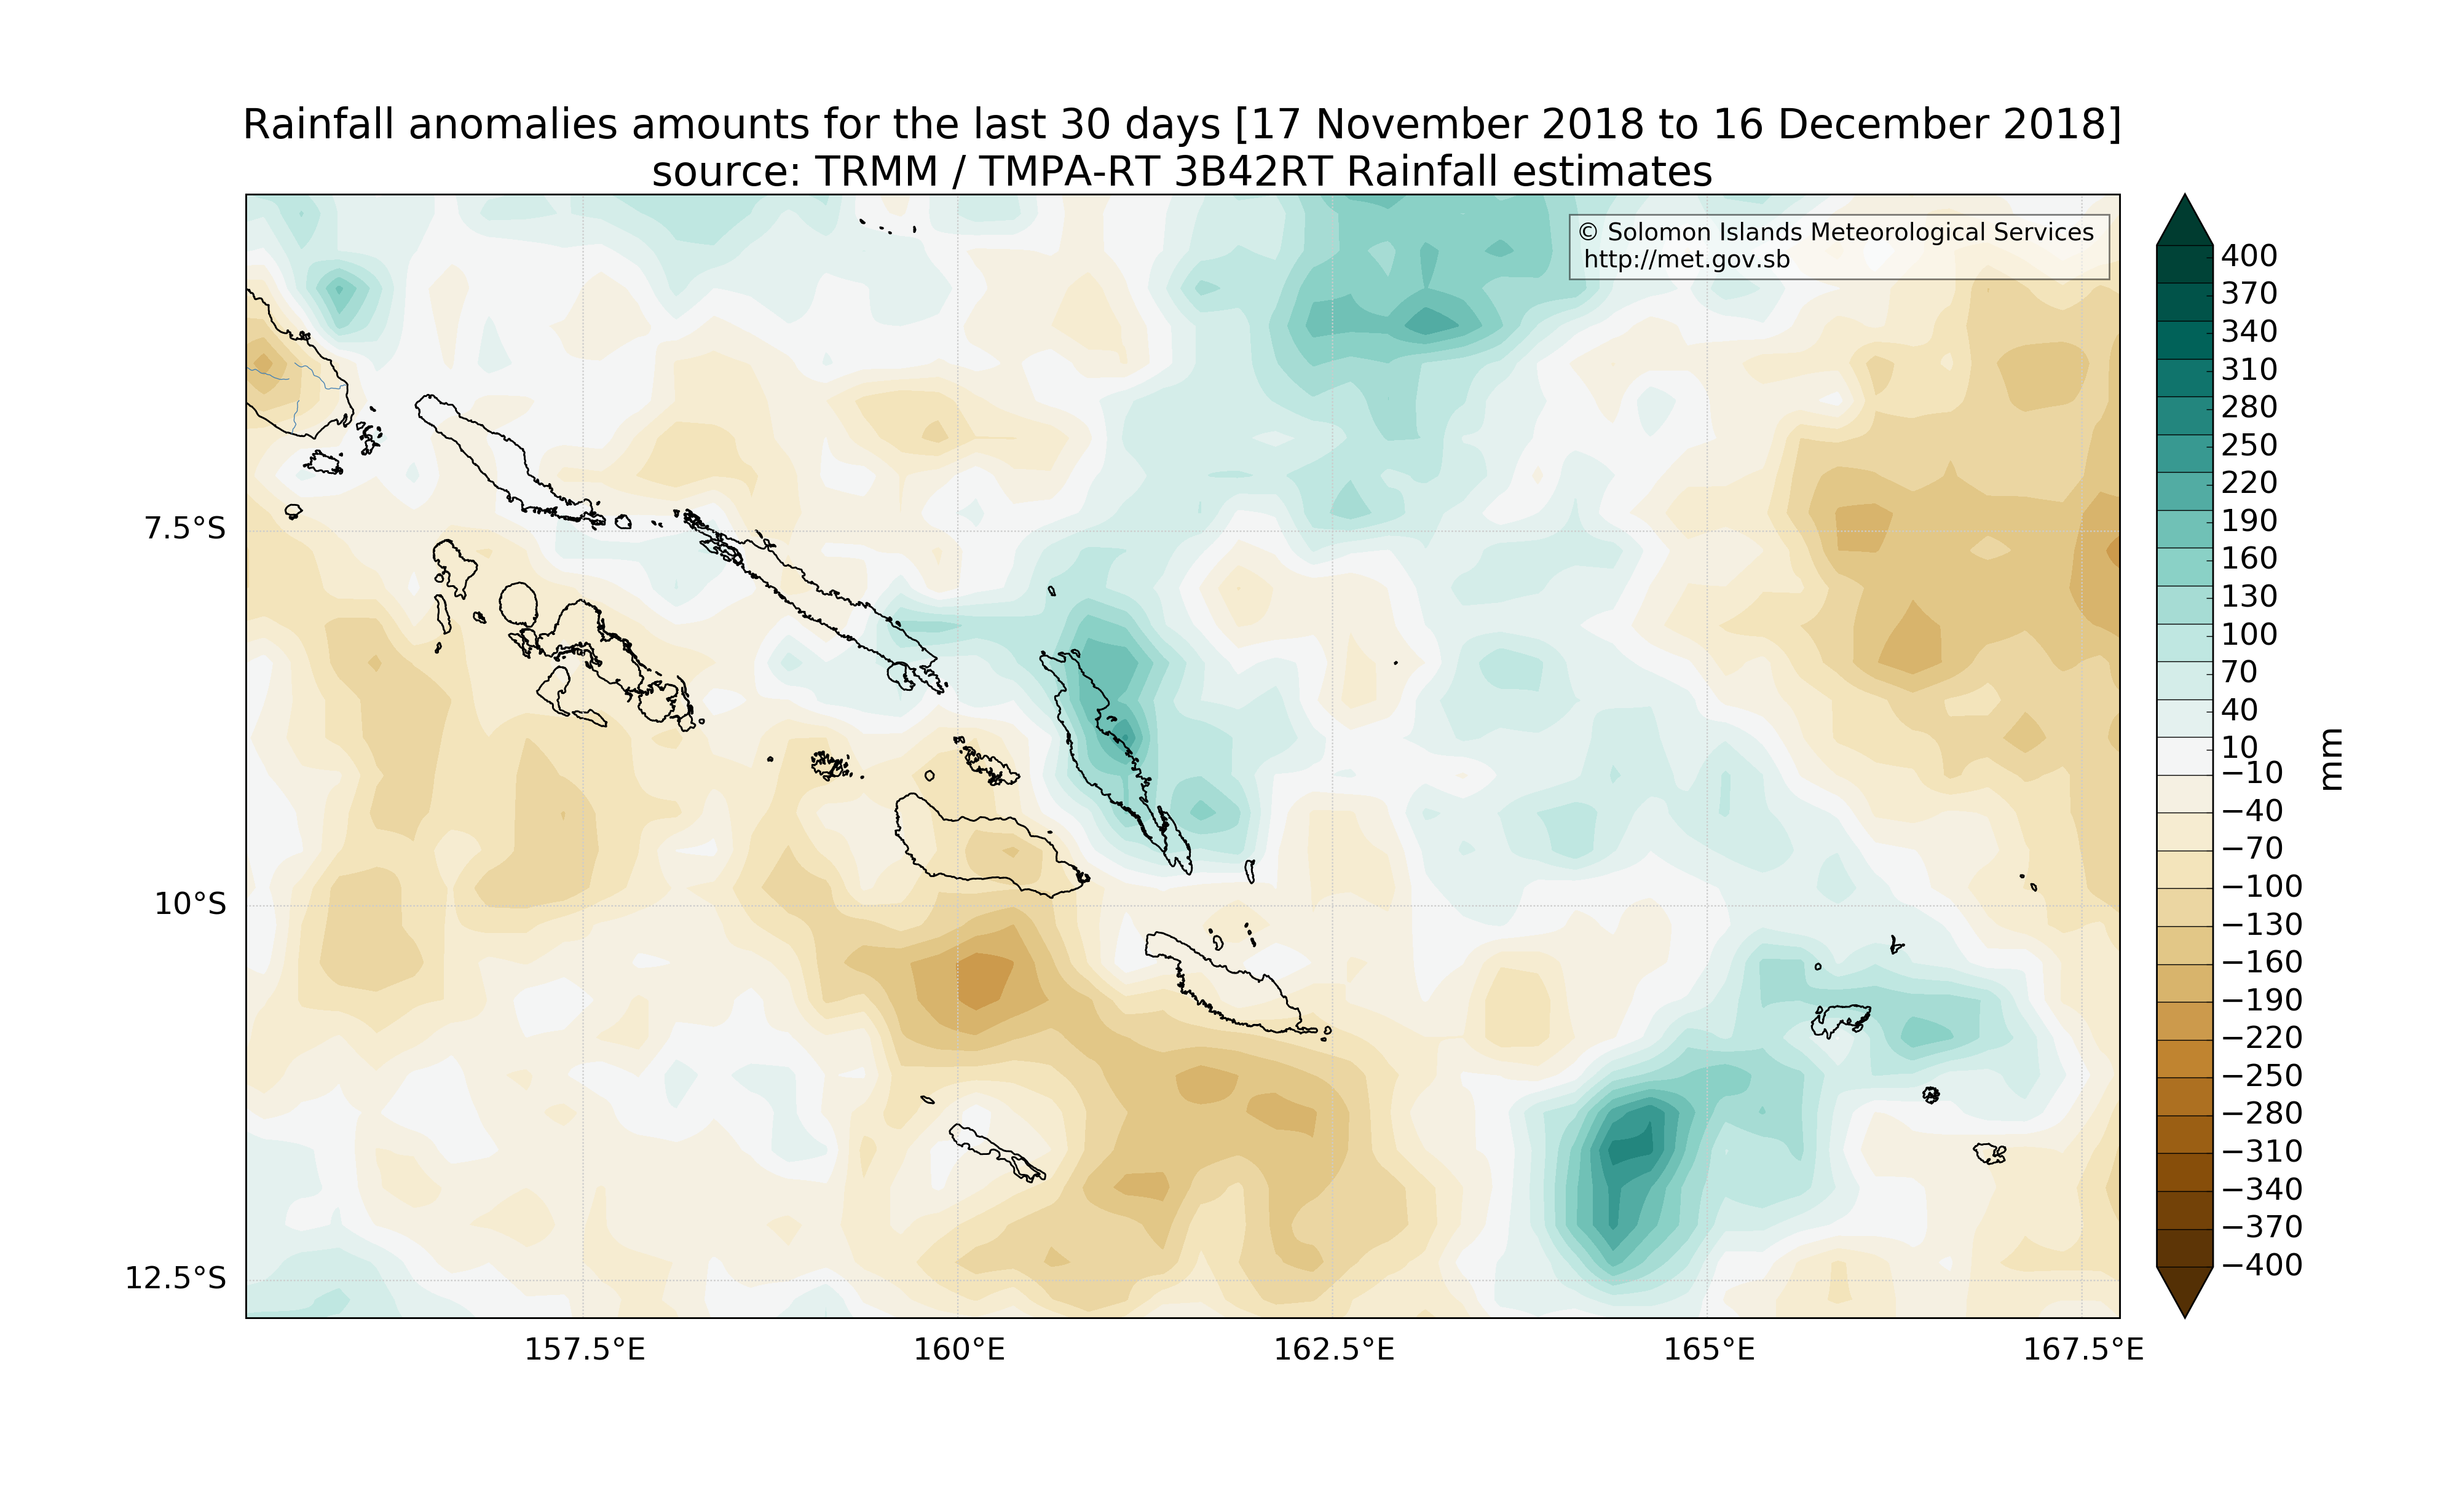 Rainfall anomalies amounts for the last 30 days [17 November 2018 to 16 December 2018]
source: TRMM / TMPA-RT 3B42RT Rainfall estimates
© Solomon Islands Meteorological Services
http://met.gov.sb
7.5°S
10°S
12.5°S
157.5°E
160°E
162.5°E
165°E
167.5°E
400
370
340
310
280
250
220
190
160
130
100
70
40
10
−10
−40
−70
−100
−130
−160
−190
−220
−250
−280
−310
−340
−370
−400
mm